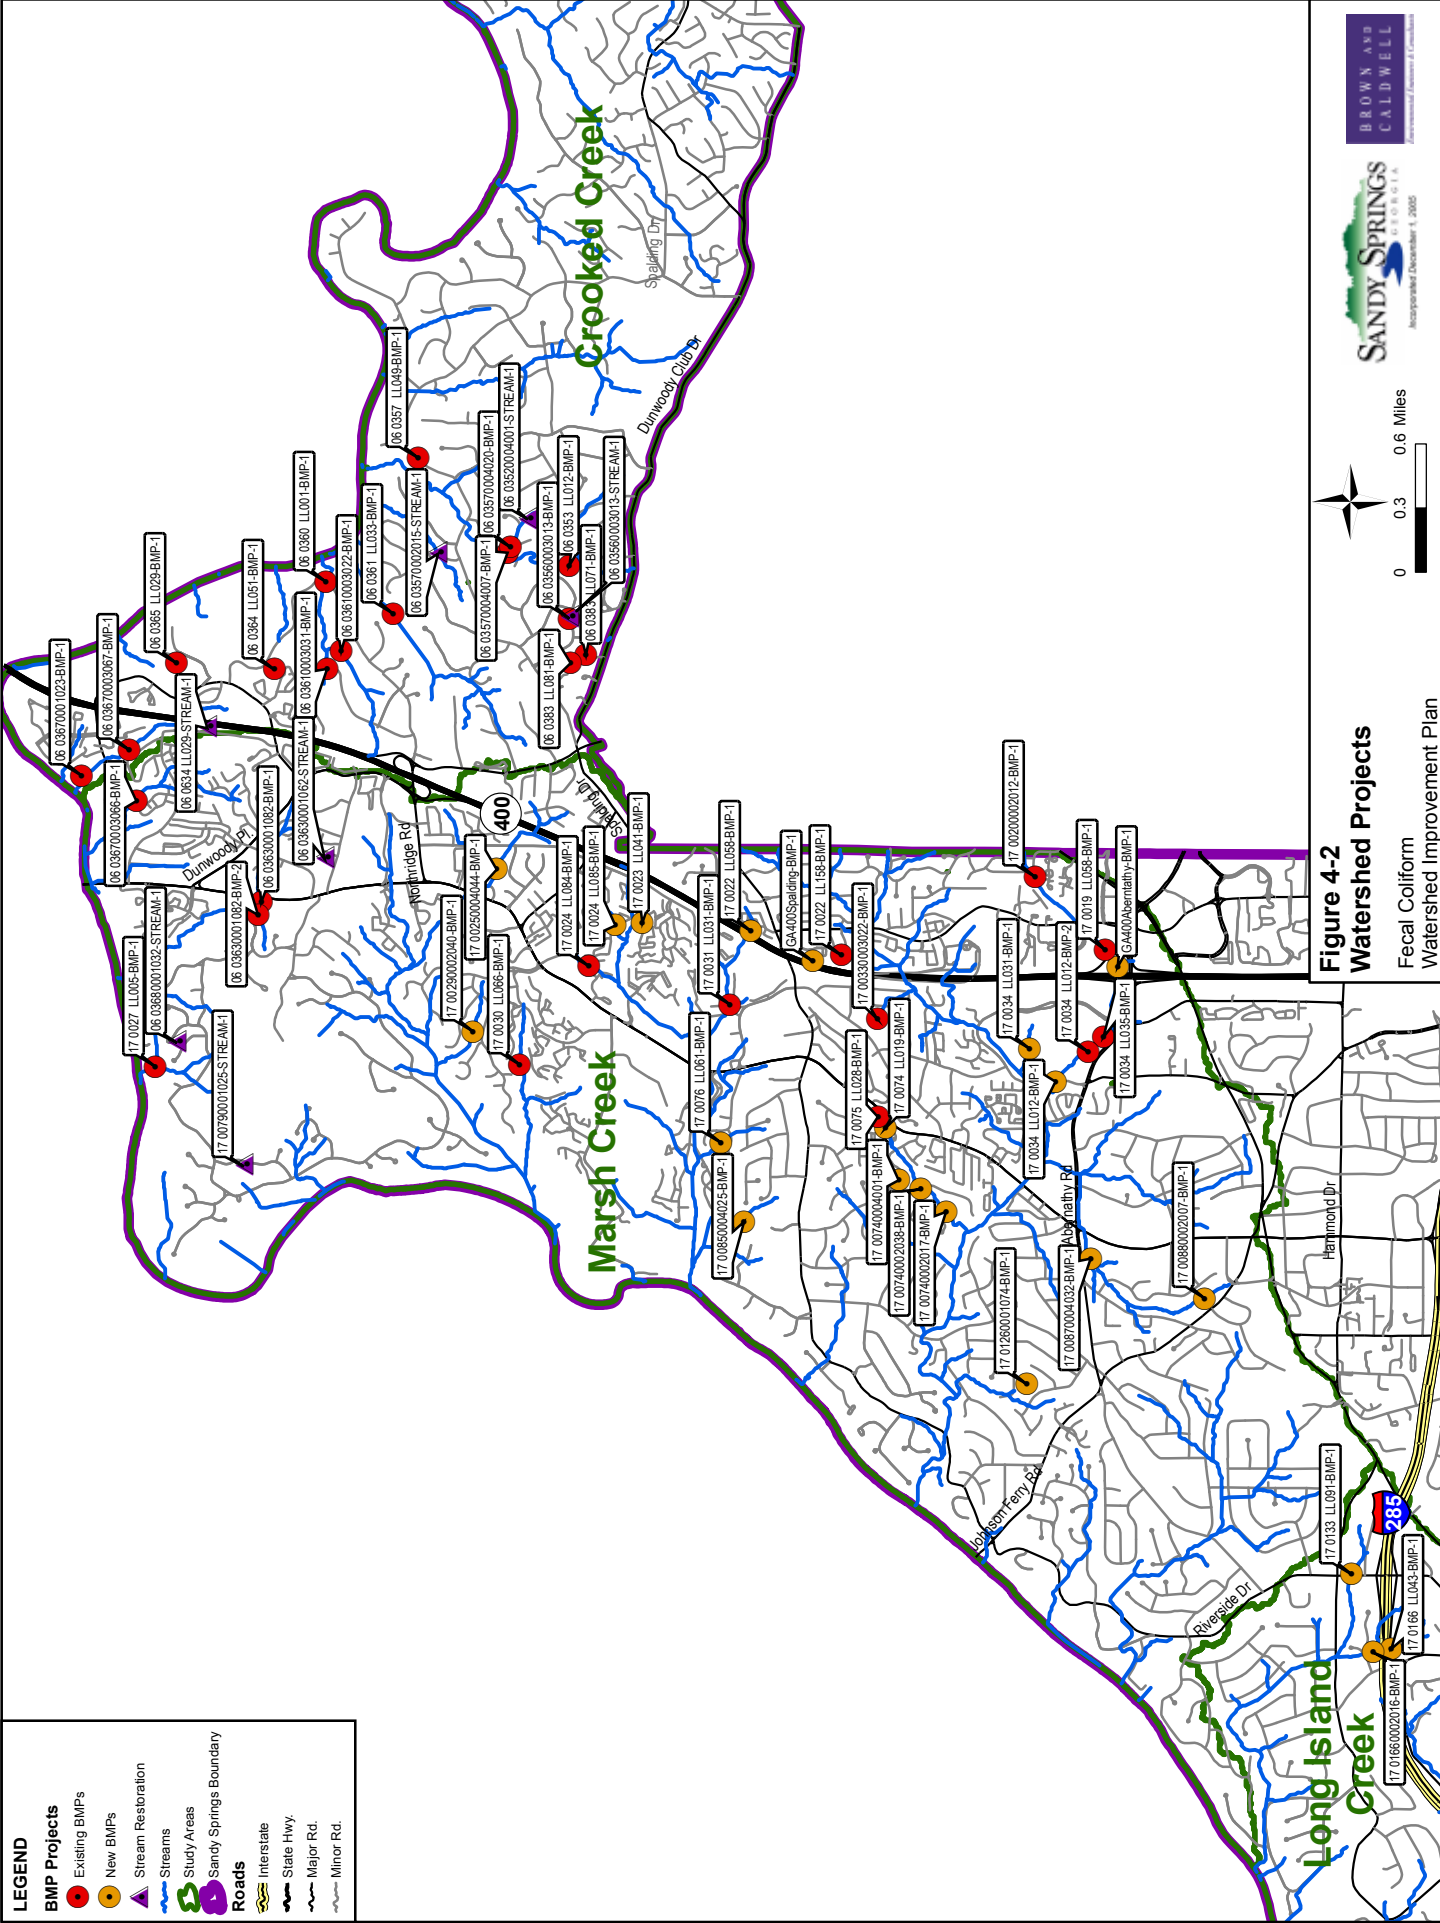 LEGEND
BMP Projects
Existing BMPs
New BMPs
Stream Restoration
Streams
Study Areas
Sandy Springs Boundary
Roads
Interstate
State Hwy.
Major Rd.
Minor Rd.
06 03670001023-BMP-1
06 03670003067-BMP-1
06 03670003066-BMP-1
06 0365 LL029-BMP-1
06 0634 LL029-STREAM-1
06 0364 LL051-BMP-1
06 0360 LL001-BMP-1
06 03610003031-BMP-1
06 03610003022-BMP-1
06 0361 LL033-BMP-1
06 0357 LL049-BMP-1
06 03570002015-STREAM-1
06 03570004020-BMP-1
06 03520004001-STREAM-1
06 03570004007-BMP-1
06 03560003013-BMP-1
06 0353 LL012-BMP-1
06 0383 LL071-BMP-1
06 03560003013-STREAM-1
06 0383 LL081-BMP-1
06 03630001062-STREAM-1
06 03630001082-BMP-1
06 03630001082-BMP-2
06 03680001032-STREAM-1
17 0027 LL005-BMP-1
17 00790001025-STREAM-1
17 00250004044-BMP-1
17 00290002040-BMP-1
17 0030 LL066-BMP-1
17 0024 LL084-BMP-1
17 0024 LL085-BMP-1
17 0023 LL041-BMP-1
17 0031 LL031-BMP-1
17 0022 LL058-BMP-1
GA400Spalding-BMP-1
17 0022 LL158-BMP-1
17 00330003022-BMP-1
17 0076 LL061-BMP-1
17 00850004025-BMP-1
17 0075 LL028-BMP-1
17 0074 LL019-BMP-1
17 00740004001-BMP-1
17 00740002038-BMP-1
17 00740002017-BMP-1
17 00200002012-BMP-1
17 0019 LL058-BMP-1
GA400Abernathy-BMP-1
17 0034 LL031-BMP-1
17 0034 LL012-BMP-2
17 0034 LL035-BMP-1
17 0034 LL012-BMP-1
17 01260001074-BMP-1
17 00870004032-BMP-1
17 00880002007-BMP-1
17 0133 LL091-BMP-1
17 0166 LL043-BMP-1
17 01660002016-BMP-1
Crooked Creek
Marsh Creek
Long Island
Creek
Dunwoody Pl.
Northridge Rd
Spalding Dr
Spalding Dr
Dunwoody Club Dr
Abernathy Rd
Hammond Dr
Johnson Ferry Rd
Riverside Dr
400
285
0 0.3 0.6 Miles
Figure 4-2
Watershed Projects
Fecal Coliform
Watershed Improvement Plan
SANDY SPRINGS
GEORGIA
Incorporated December 1, 2005
BROWN AND
CALDWELL
Environmental Engineers & Consultants